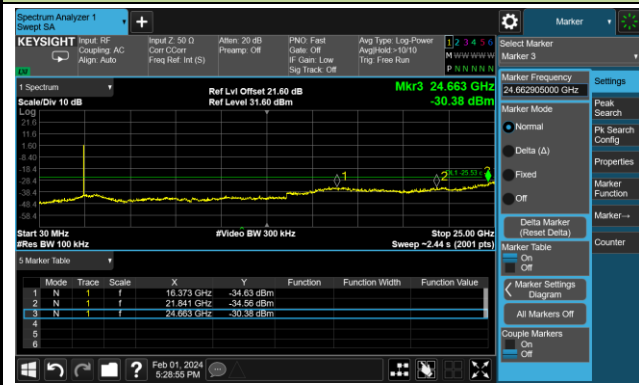 Spectrum Analyzer 1
Swept SA
+
Marker
KEYSIGHT
Input: RF
Coupling: AC
Align: Auto
Input Z: 50 Ω
Corr CCorr
Freq Ref: Int (S)
Atten: 20 dB
Preamp: Off
PNO: Fast
Gate: Off
IF Gain: Low
Sig Track: Off
Avg Type: Log-Power
Avg|Hold:>10/10
Trig: Free Run
1 2 3 4 5 6
M W W W W W
P N N N N N
Select Marker
Marker 3
LXI
1 Spectrum
Scale/Div 10 dB
Log
Ref Lvl Offset 21.60 dB
Ref Level 31.60 dBm
Mkr3 24.663 GHz
-30.38 dBm
21.6
11.6
1.60
-8.40
-18.4
-28.4
-38.4
-48.4
-58.4
1
2
3
Start 30 MHz
#Res BW 100 kHz
#Video BW 300 kHz
Stop 25.00 GHz
Sweep ~2.44 s (2001 pts)
5 Marker Table
Mode Trace Scale X Y Function Function Width Function Value
1 N 1 f 16.373 GHz -34.63 dBm
2 N 1 f 21.841 GHz -34.56 dBm
3 N 1 f 24.663 GHz -30.38 dBm
4
5
6
Marker Frequency
24.662905000 GHz
Marker Mode
Normal
Delta (Δ)
Fixed
Off
Delta Marker
(Reset Delta)
Marker Table
On
Off
Marker Settings
Diagram
All Markers Off
Couple Markers
On
Off
Settings
Peak
Search
Pk Search
Config
Properties
Marker
Function
Marker→
Counter
?
Feb 01, 2024
5:28:55 PM